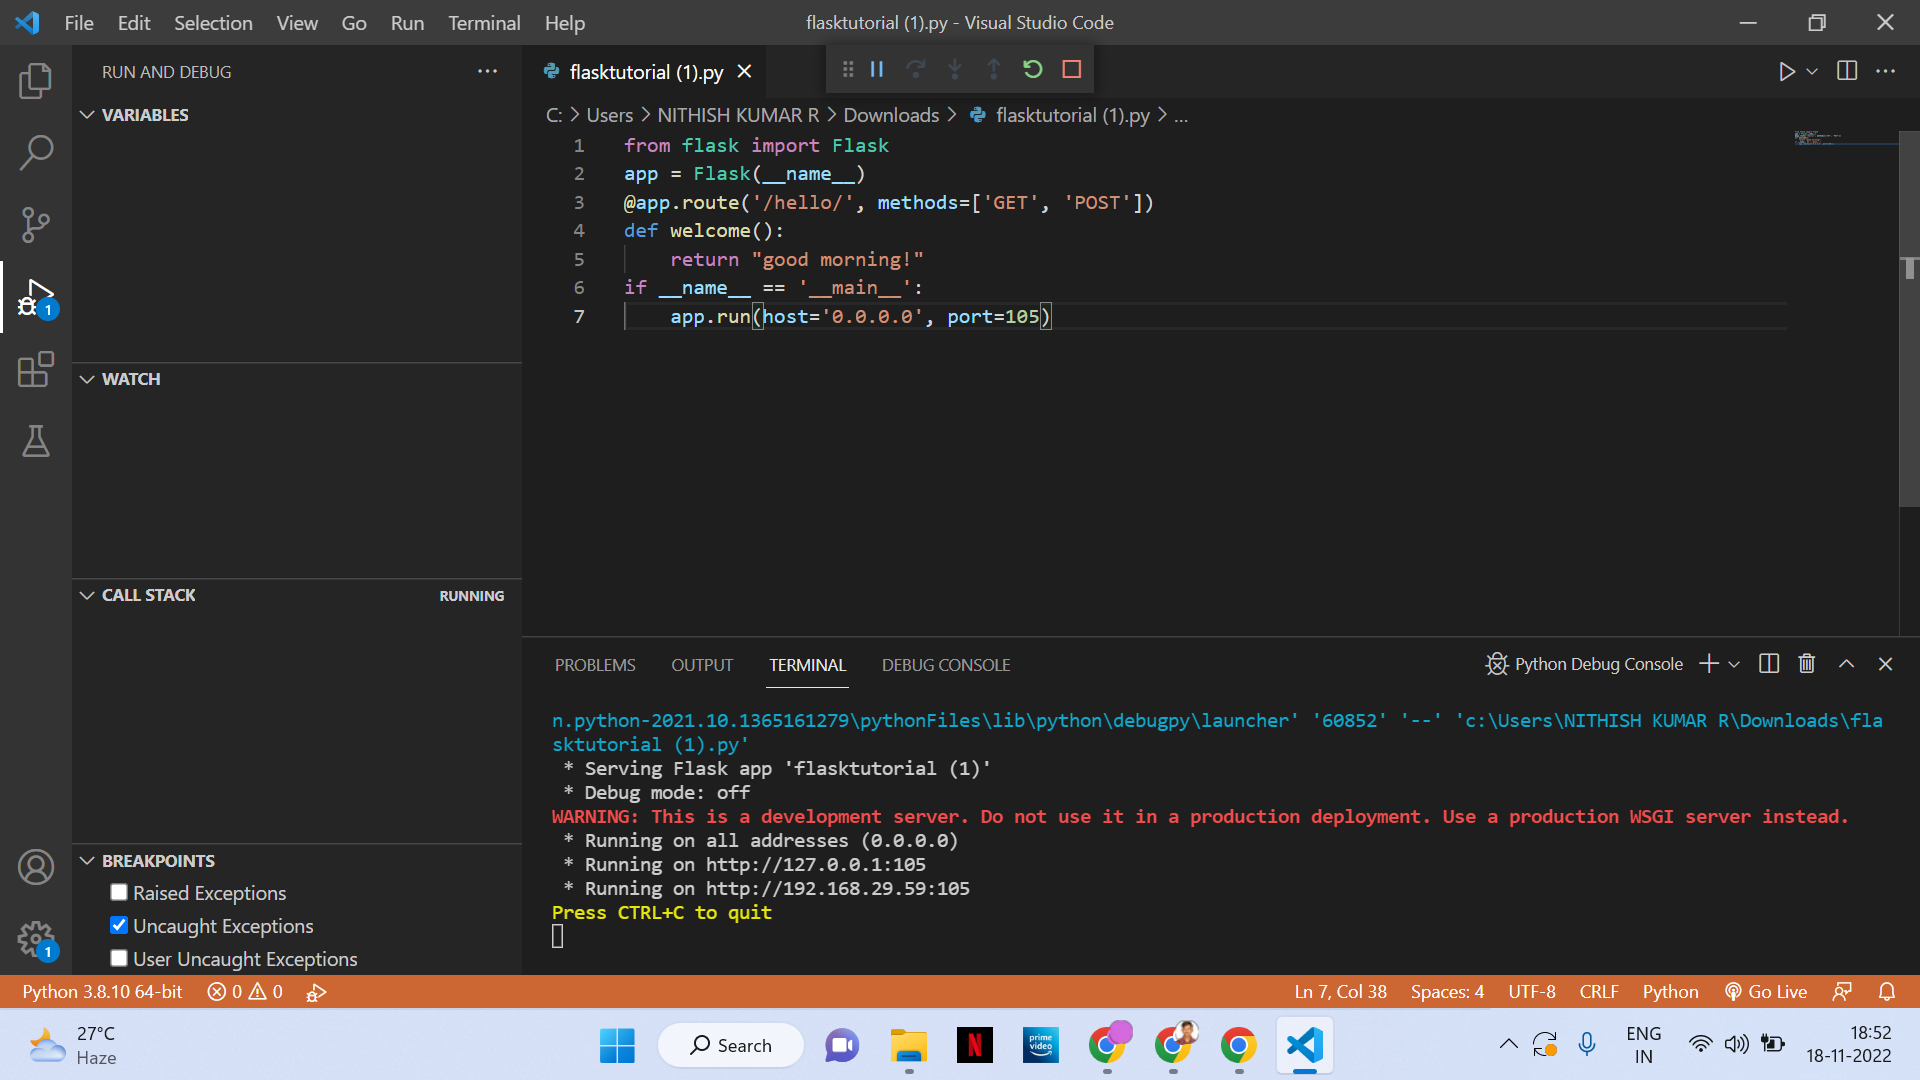 File Edit Selection View Go Run Terminal Help
flasktutorial (1).py - Visual Studio Code
RUN AND DEBUG
flasktutorial (1).py
VARIABLES
C: > Users > NITHISH KUMAR R > Downloads > flasktutorial (1).py > ...
1 from flask import Flask
2 app = Flask(__name__)
3 @app.route('/hello/', methods=['GET', 'POST'])
4 def welcome():
5     return "good morning!"
6 if __name__ == '__main__':
7     app.run(host='0.0.0.0', port=105)
1
WATCH
CALL STACK RUNNING
PROBLEMS OUTPUT TERMINAL DEBUG CONSOLE
Python Debug Console
n.python-2021.10.1365161279\pythonFiles\lib\python\debugpy\launcher' '60852' '--' 'c:\Users\NITHISH KUMAR R\Downloads\fla
sktutorial (1).py'
* Serving Flask app 'flasktutorial (1)'
* Debug mode: off
WARNING: This is a development server. Do not use it in a production deployment. Use a production WSGI server instead.
* Running on all addresses (0.0.0.0)
* Running on http://127.0.0.1:105
* Running on http://192.168.29.59:105
Press CTRL+C to quit
BREAKPOINTS
Raised Exceptions
Uncaught Exceptions
User Uncaught Exceptions
1
Python 3.8.10 64-bit 0 0
Ln 7, Col 38 Spaces: 4 UTF-8 CRLF Python Go Live
27°C
Haze
Search
N
prime
video
ENG
IN
18:52
18-11-2022